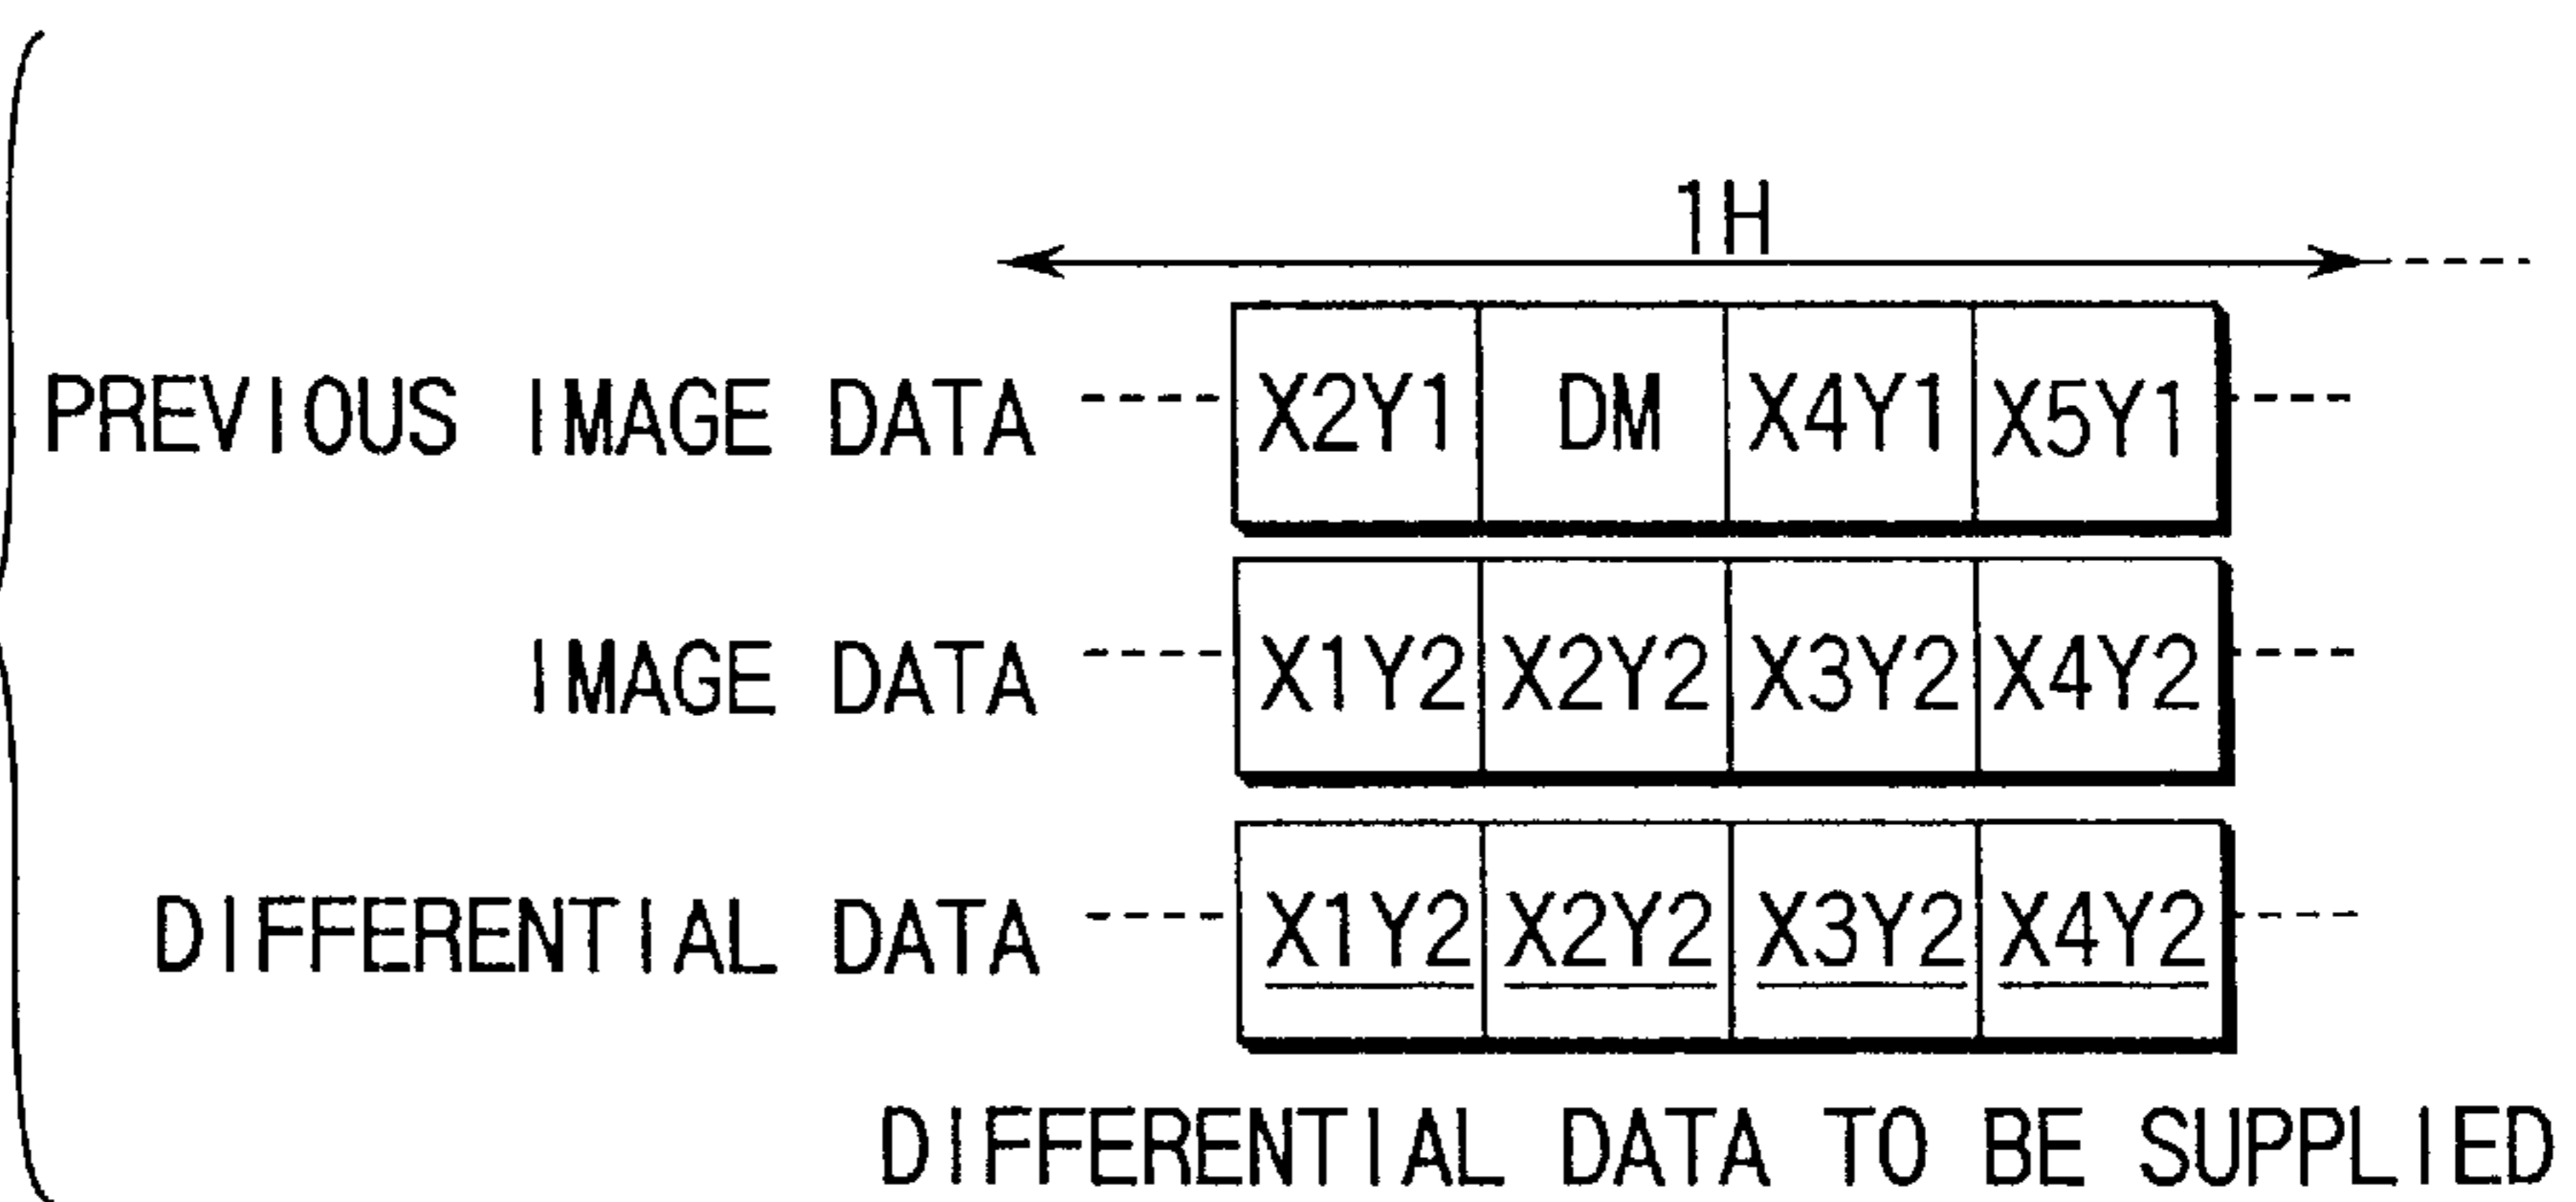 1H
PREVIOUS IMAGE DATA X2Y1 DM X4Y1 X5Y1
IMAGE DATA X1Y2 X2Y2 X3Y2 X4Y2
DIFFERENTIAL DATA X1Y2 X2Y2 X3Y2 X4Y2
DIFFERENTIAL DATA TO BE SUPPLIED